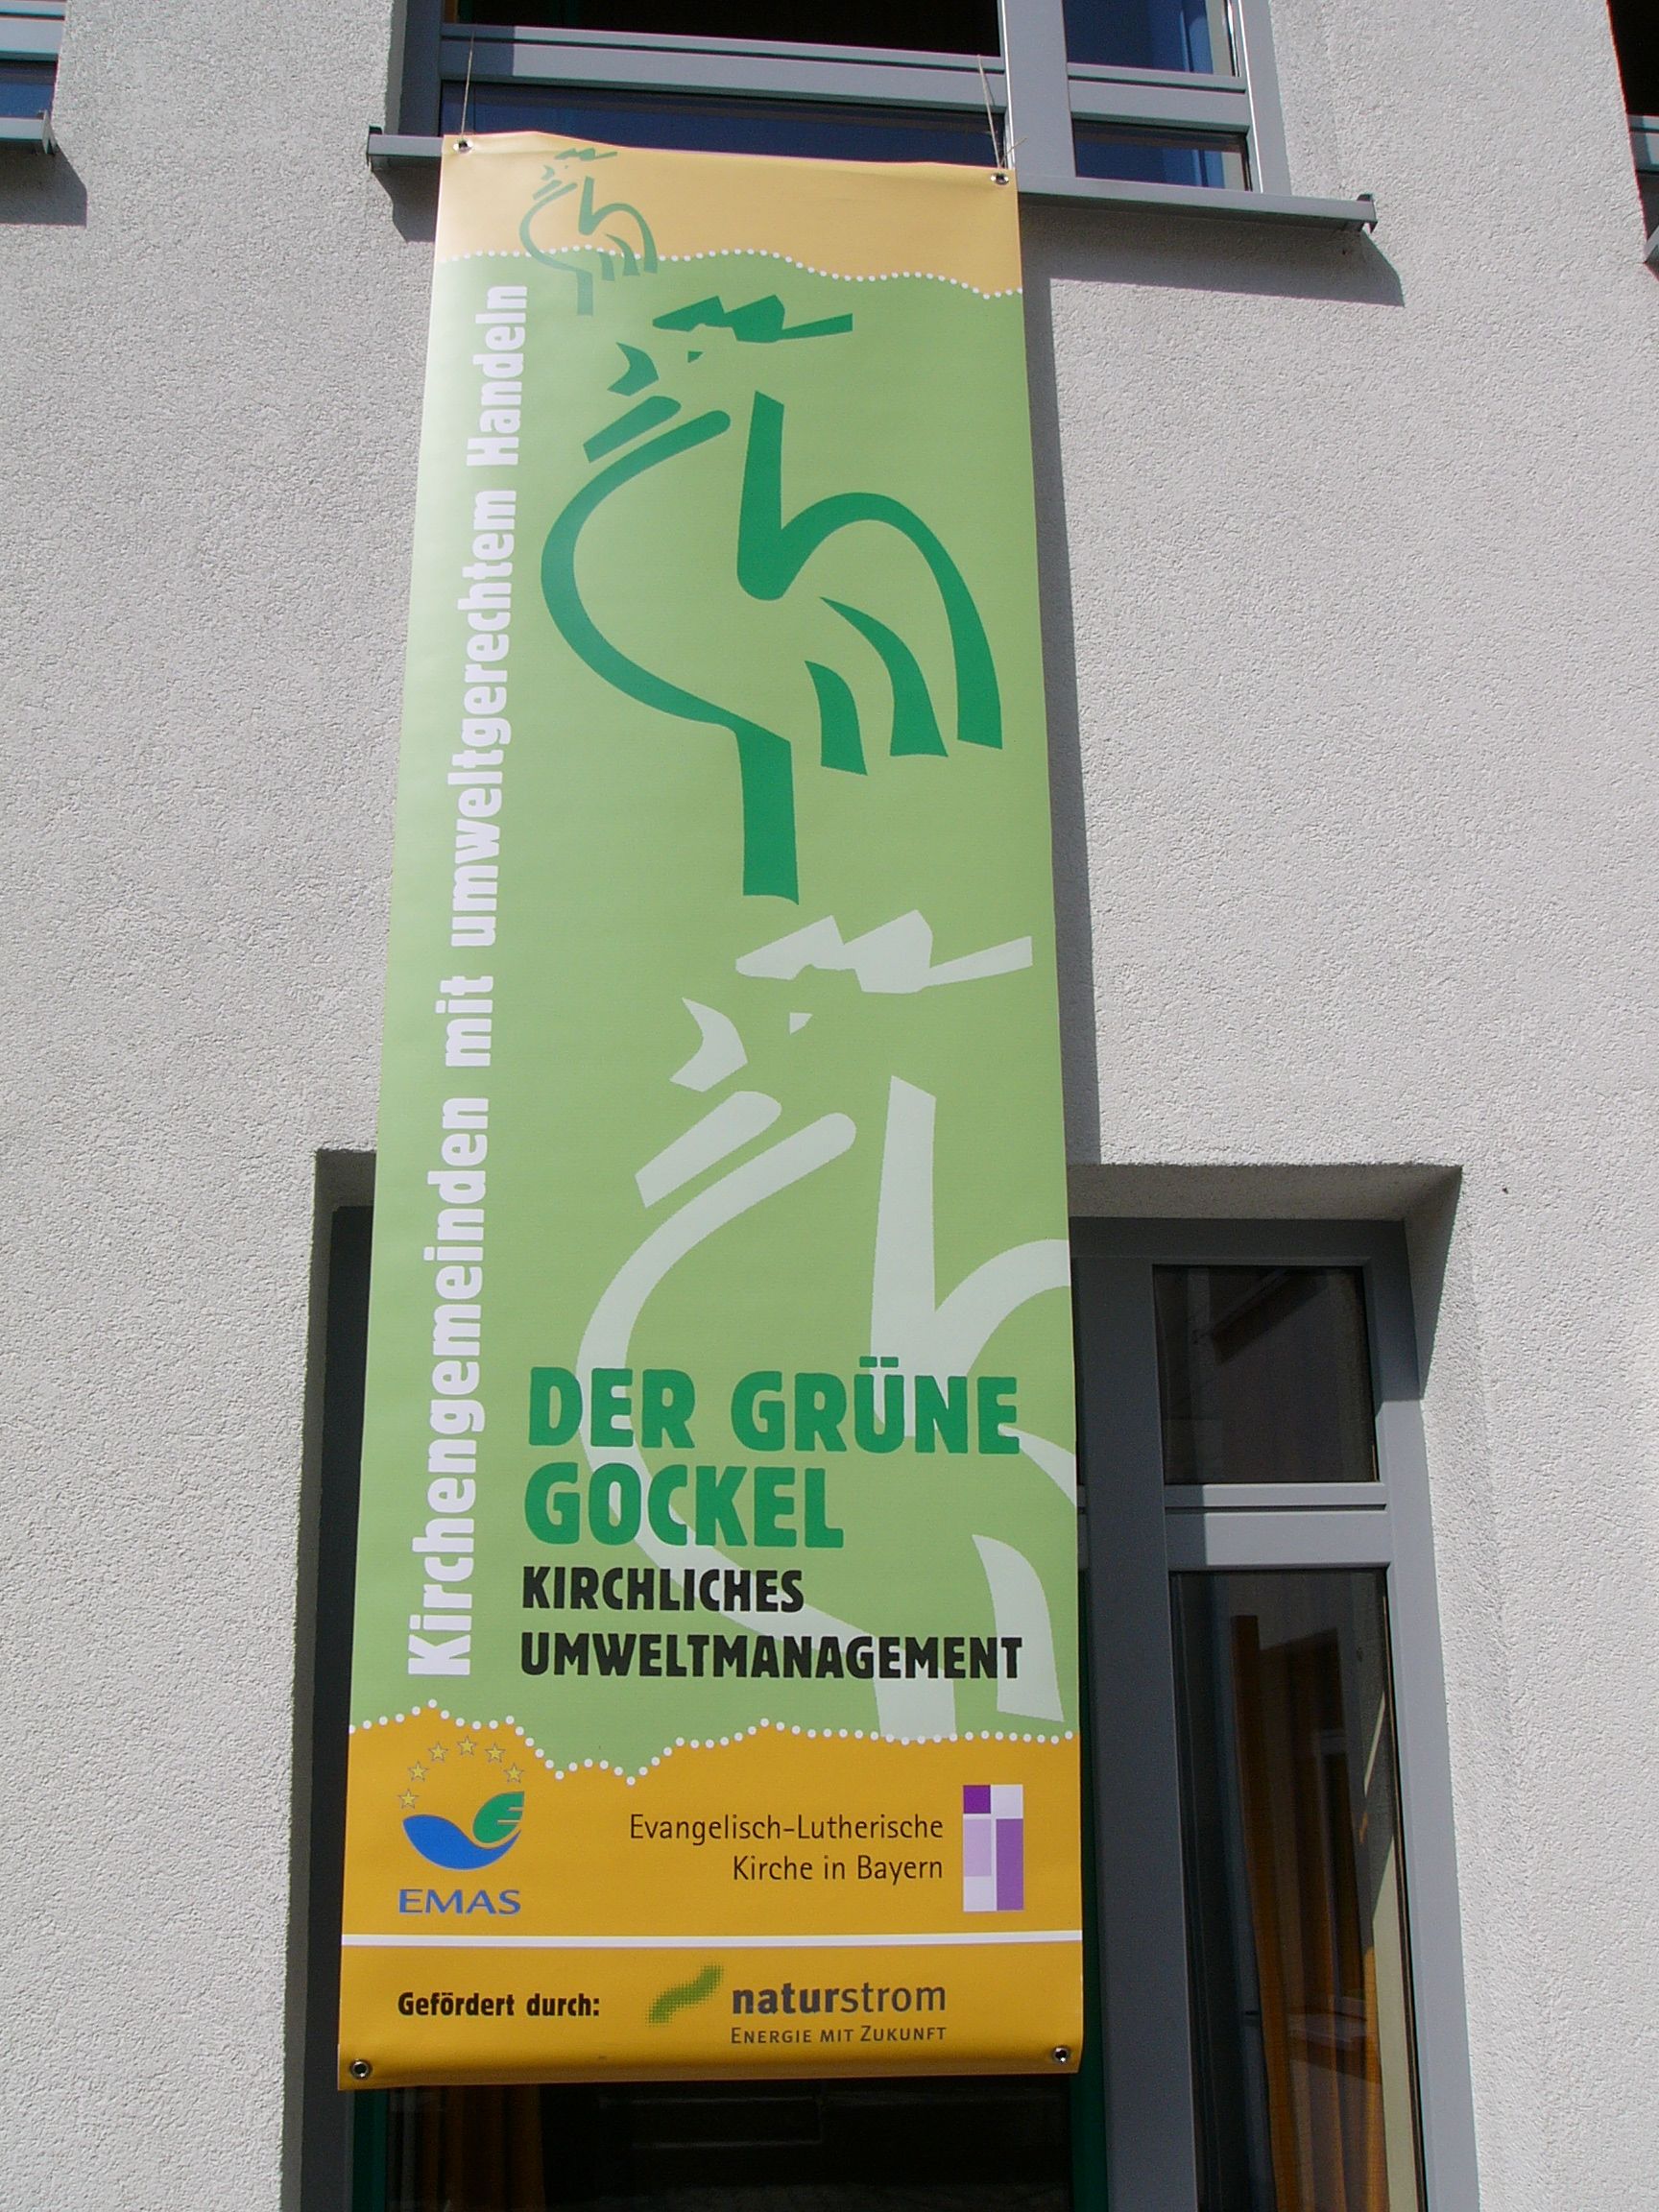 Kirchengemeinden mit umweltgerechtem Handeln
DER GRÜNE
GOCKEL
KIRCHLICHES
UMWELTMANAGEMENT
EMAS
Evangelisch-Lutherische
Kirche in Bayern
Gefördert durch:
naturstrom
ENERGIE MIT ZUKUNFT